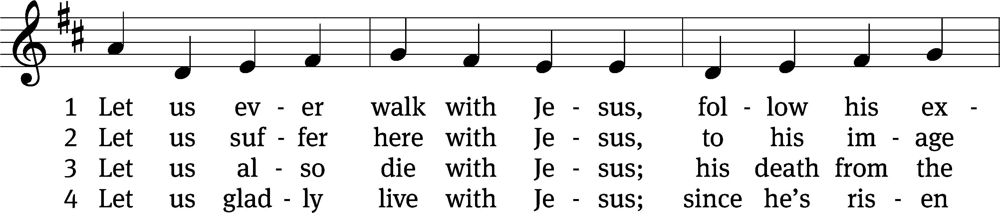 1 Let us ev - er walk with Je - sus, fol - low his ex -
2 Let us suf - fer here with Je - sus, to his im - age
3 Let us al - so die with Je - sus; his death from the
4 Let us glad - ly live with Je - sus; since he's ris - en